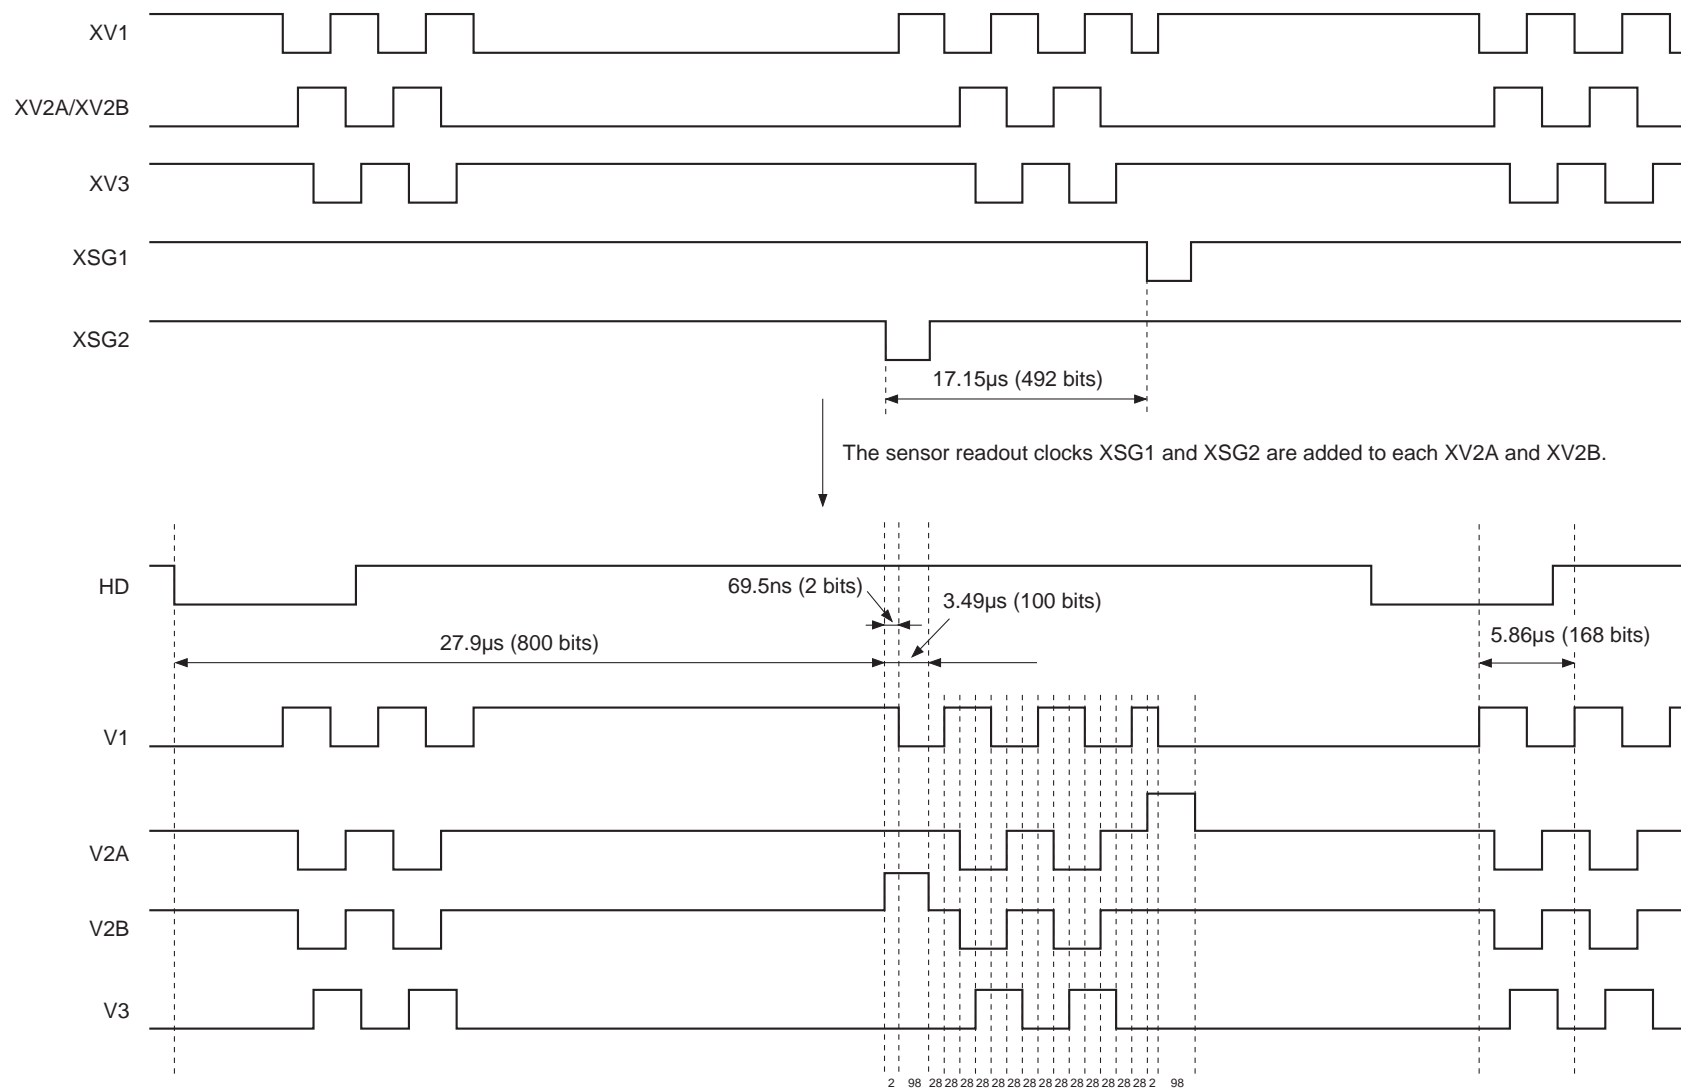 XV1
XV2A/XV2B
XV3
XSG1
XSG2
17.15µs (492 bits)
The sensor readout clocks XSG1 and XSG2 are added to each XV2A and XV2B.
HD
69.5ns (2 bits)
3.49µs (100 bits)
27.9µs (800 bits)
5.86µs (168 bits)
V1
V2A
V2B
V3
2 98 28 28 28 28 28 28 28 28 28 28 28 28 28 28 2 98